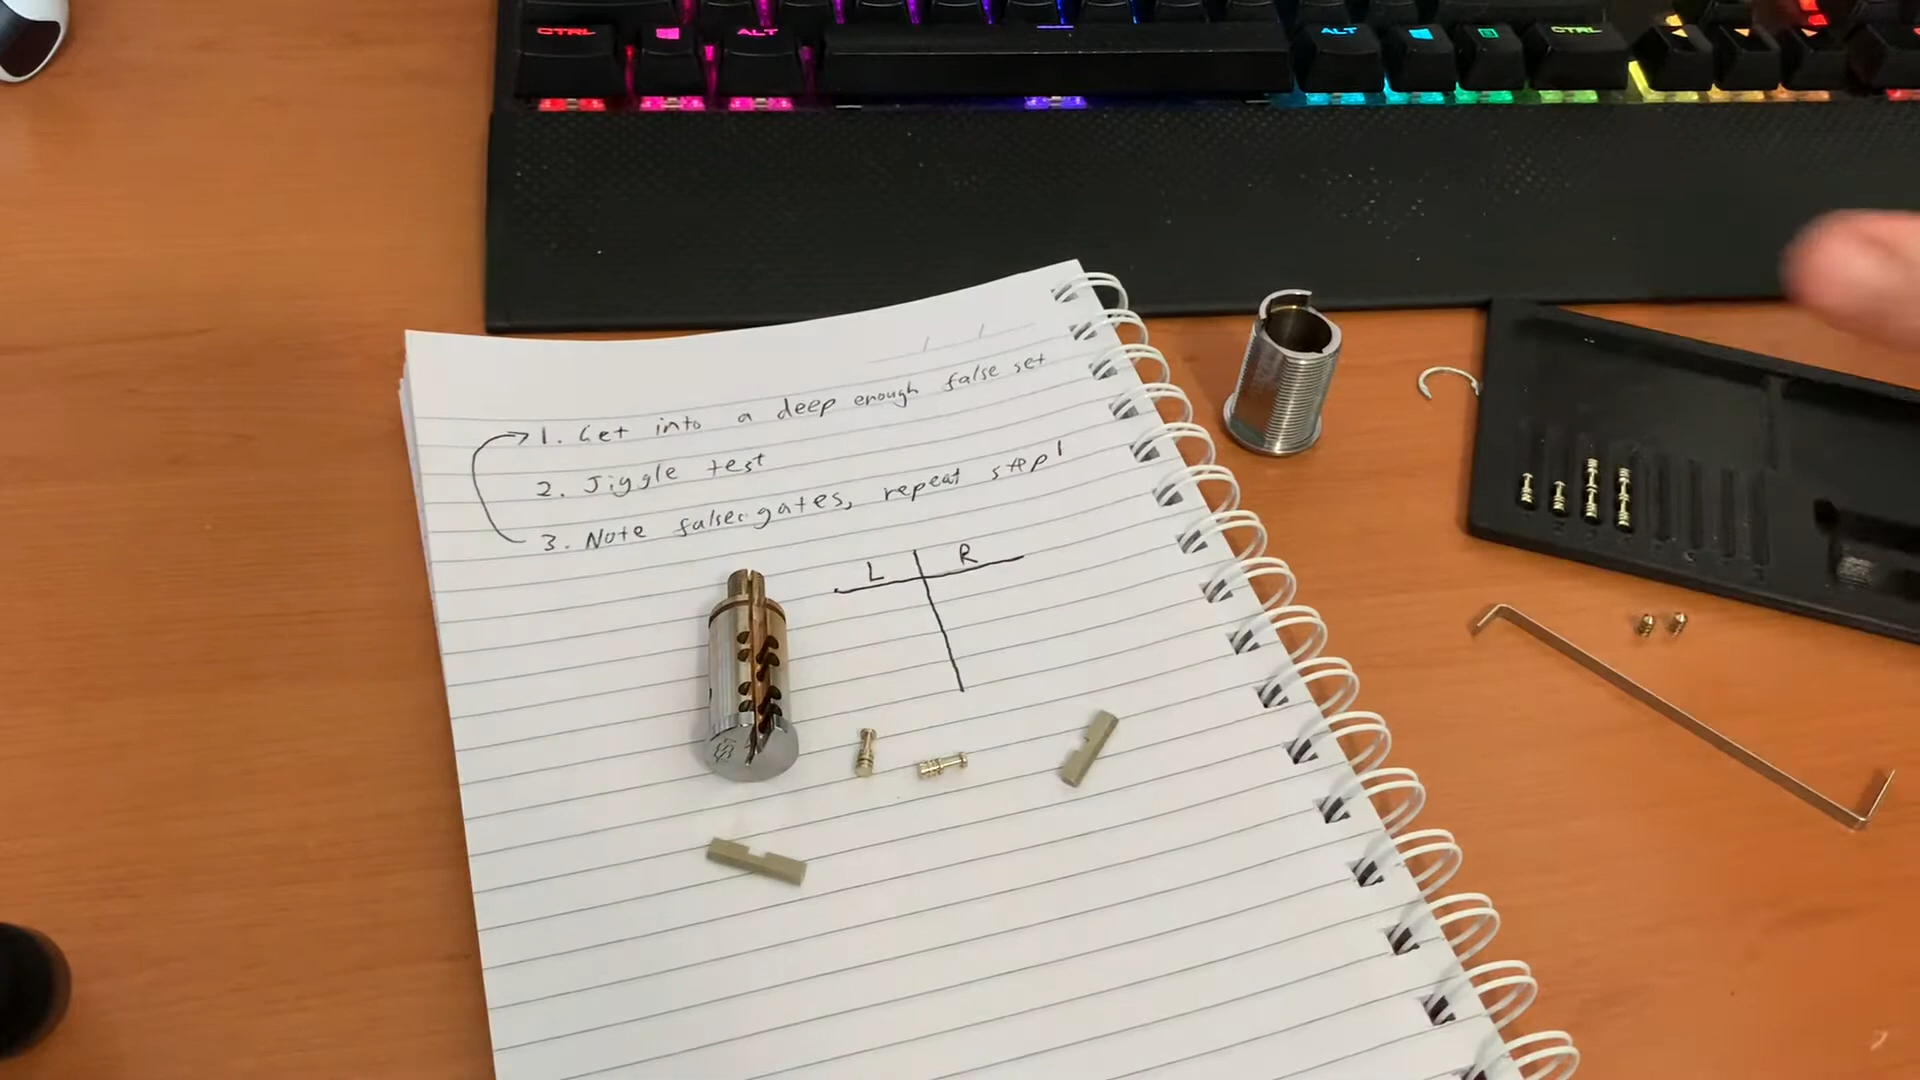 CTRL ALT ALT CTRL
1. Get into a deep enough false set
2. Jiggle test
3. Note false gates, repeat step 1
L R